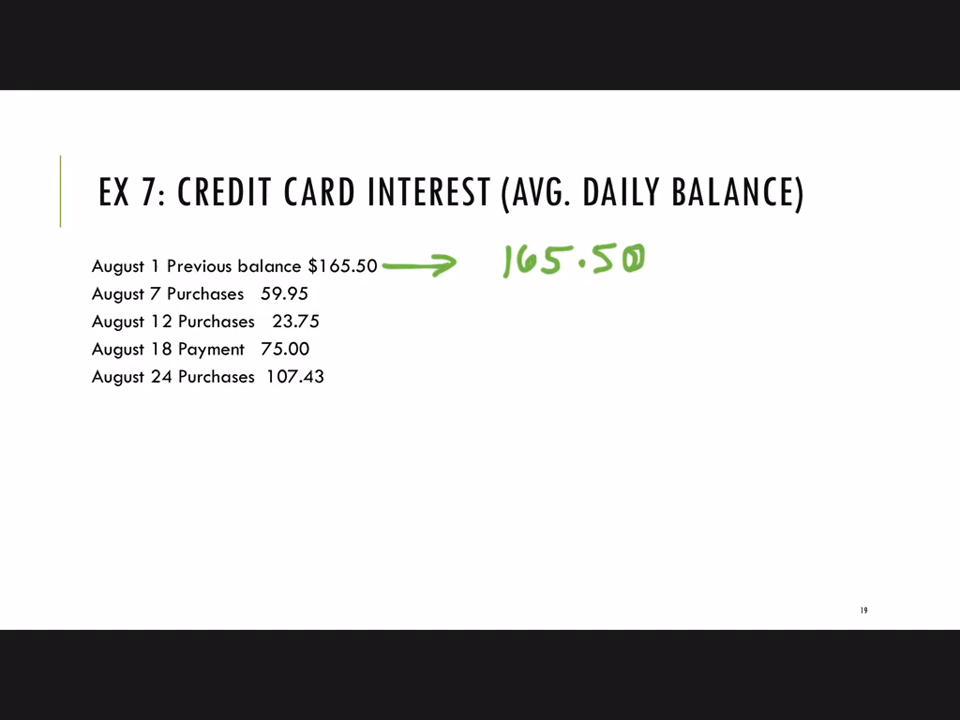 EX 7: CREDIT CARD INTEREST (AVG. DAILY BALANCE)
August 1 Previous balance $165.50 → 165.50
August 7 Purchases 59.95
August 12 Purchases 23.75
August 18 Payment 75.00
August 24 Purchases 107.43
19